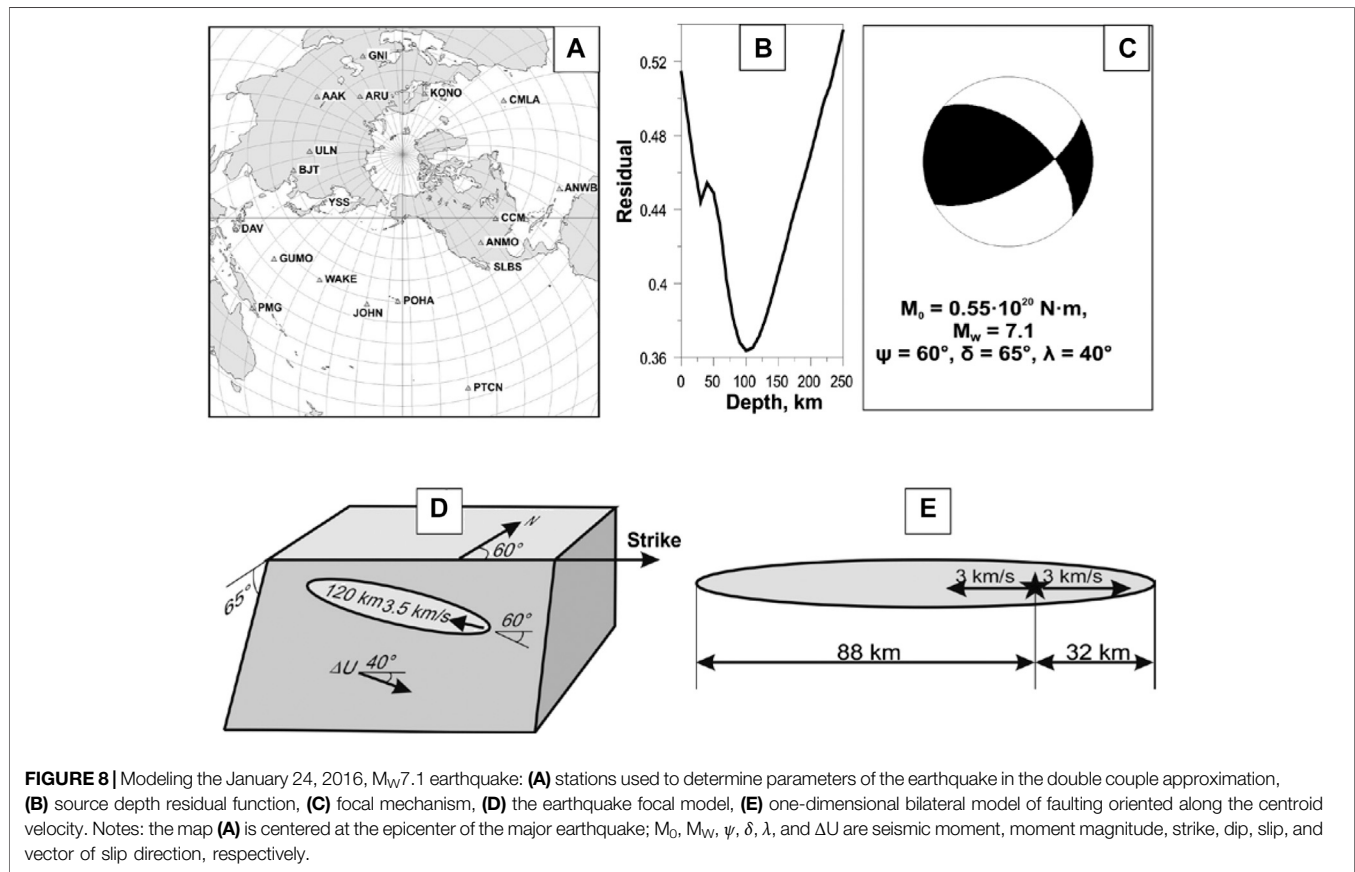 A
GNI
AAK
ARU
KONO
CMLA
ULN
BJT
YSS
ANWB
CCM
DAV
ANMO
GUMO
SLBS
WAKE
PMG
JOHN
POHA
PTCN
B
Residual
0.52
0.48
0.44
0.4
0.36
0 50 100 150 200 250
Depth, km
C
M₀ = 0.55·10²⁰ N·m,
Mw = 7.1
ψ = 60°, δ = 65°, λ = 40°
D
N
60°
Strike
65°
120 km 3.5 km/s
60°
ΔU 40°
E
3 km/s 3 km/s
88 km 32 km
FIGURE 8 | Modeling the January 24, 2016, MW7.1 earthquake: (A) stations used to determine parameters of the earthquake in the double couple approximation,
(B) source depth residual function, (C) focal mechanism, (D) the earthquake focal model, (E) one-dimensional bilateral model of faulting oriented along the centroid
velocity. Notes: the map (A) is centered at the epicenter of the major earthquake; M₀, MW, ψ, δ, λ, and ΔU are seismic moment, moment magnitude, strike, dip, slip, and
vector of slip direction, respectively.